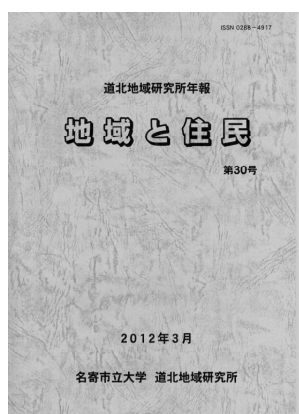 ISSN 0288-4917
道北地域研究所年報
地域と住民
第30号
2012年3月
名寄市立大学 道北地域研究所